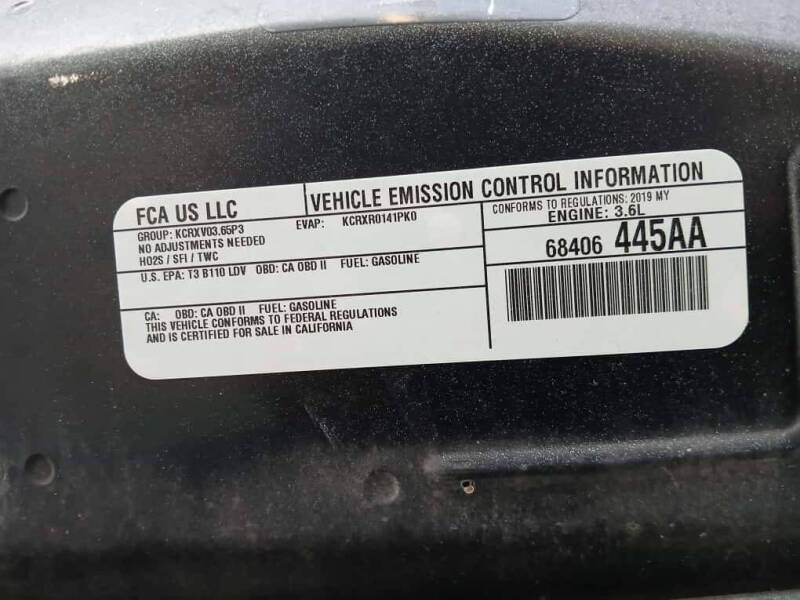 FCA US LLC
VEHICLE EMISSION CONTROL INFORMATION
GROUP: KCRXV03.65P3 EVAP: KCRXR0141PK0
NO ADJUSTMENTS NEEDED
HO2S / SFI / TWC
CONFORMS TO REGULATIONS: 2019 MY
ENGINE: 3.6L
68406 445AA
U.S. EPA: T3 B110 LDV OBD: CA OBD II FUEL: GASOLINE
CA: OBD: CA OBD II FUEL: GASOLINE
THIS VEHICLE CONFORMS TO FEDERAL REGULATIONS
AND IS CERTIFIED FOR SALE IN CALIFORNIA